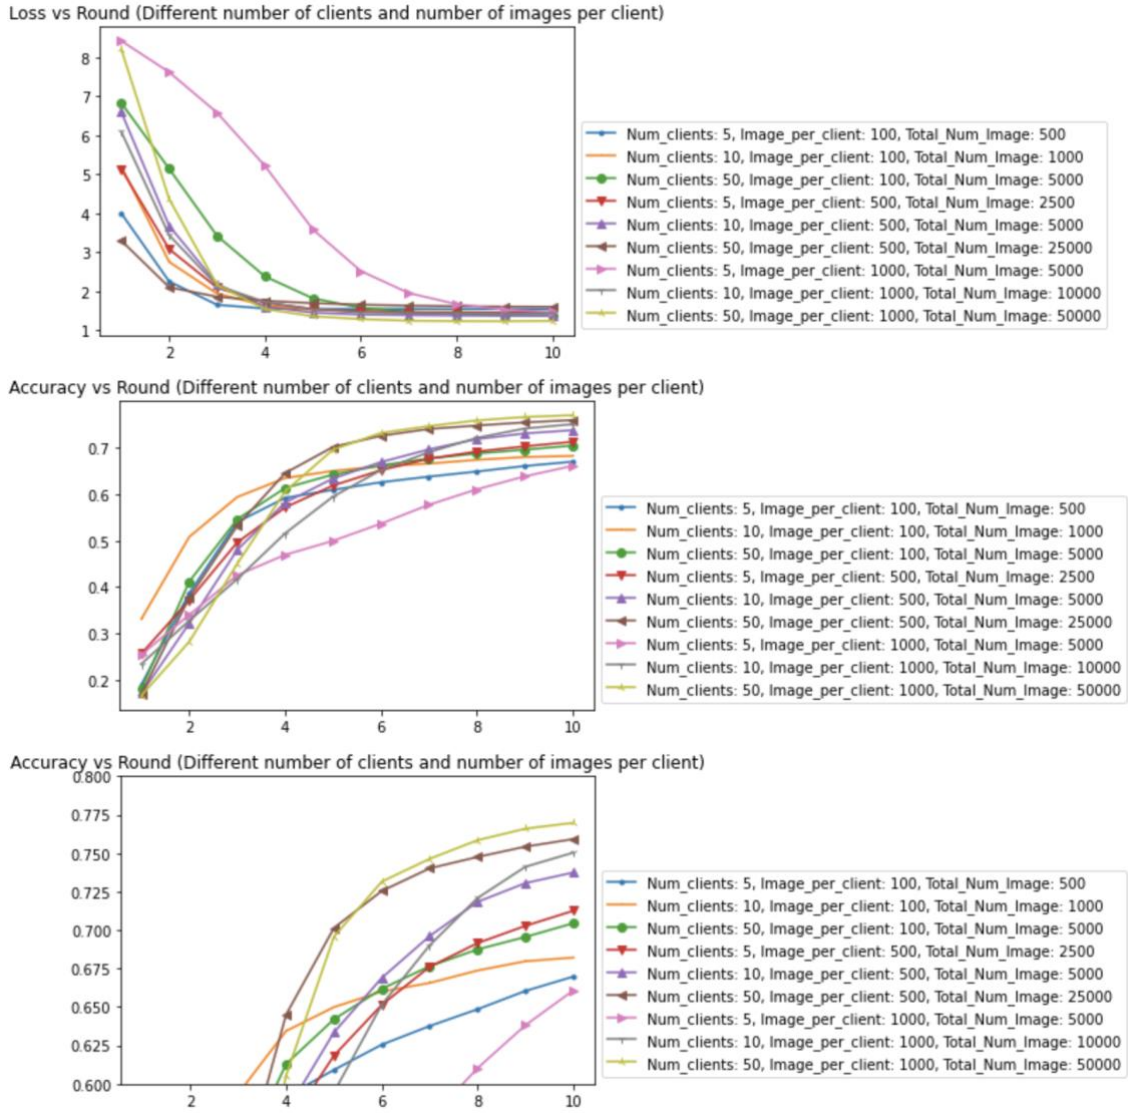 Loss vs Round (Different number of clients and number of images per client)
8
7
6
5
4
3
2
1
2 4 6 8 10
Num_clients: 5, Image_per_client: 100, Total_Num_Image: 500
Num_clients: 10, Image_per_client: 100, Total_Num_Image: 1000
Num_clients: 50, Image_per_client: 100, Total_Num_Image: 5000
Num_clients: 5, Image_per_client: 500, Total_Num_Image: 2500
Num_clients: 10, Image_per_client: 500, Total_Num_Image: 5000
Num_clients: 50, Image_per_client: 500, Total_Num_Image: 25000
Num_clients: 5, Image_per_client: 1000, Total_Num_Image: 5000
Num_clients: 10, Image_per_client: 1000, Total_Num_Image: 10000
Num_clients: 50, Image_per_client: 1000, Total_Num_Image: 50000
Accuracy vs Round (Different number of clients and number of images per client)
0.7
0.6
0.5
0.4
0.3
0.2
2 4 6 8 10
Num_clients: 5, Image_per_client: 100, Total_Num_Image: 500
Num_clients: 10, Image_per_client: 100, Total_Num_Image: 1000
Num_clients: 50, Image_per_client: 100, Total_Num_Image: 5000
Num_clients: 5, Image_per_client: 500, Total_Num_Image: 2500
Num_clients: 10, Image_per_client: 500, Total_Num_Image: 5000
Num_clients: 50, Image_per_client: 500, Total_Num_Image: 25000
Num_clients: 5, Image_per_client: 1000, Total_Num_Image: 5000
Num_clients: 10, Image_per_client: 1000, Total_Num_Image: 10000
Num_clients: 50, Image_per_client: 1000, Total_Num_Image: 50000
Accuracy vs Round (Different number of clients and number of images per client)
0.800
0.775
0.750
0.725
0.700
0.675
0.650
0.625
0.600
2 4 6 8 10
Num_clients: 5, Image_per_client: 100, Total_Num_Image: 500
Num_clients: 10, Image_per_client: 100, Total_Num_Image: 1000
Num_clients: 50, Image_per_client: 100, Total_Num_Image: 5000
Num_clients: 5, Image_per_client: 500, Total_Num_Image: 2500
Num_clients: 10, Image_per_client: 500, Total_Num_Image: 5000
Num_clients: 50, Image_per_client: 500, Total_Num_Image: 25000
Num_clients: 5, Image_per_client: 1000, Total_Num_Image: 5000
Num_clients: 10, Image_per_client: 1000, Total_Num_Image: 10000
Num_clients: 50, Image_per_client: 1000, Total_Num_Image: 50000